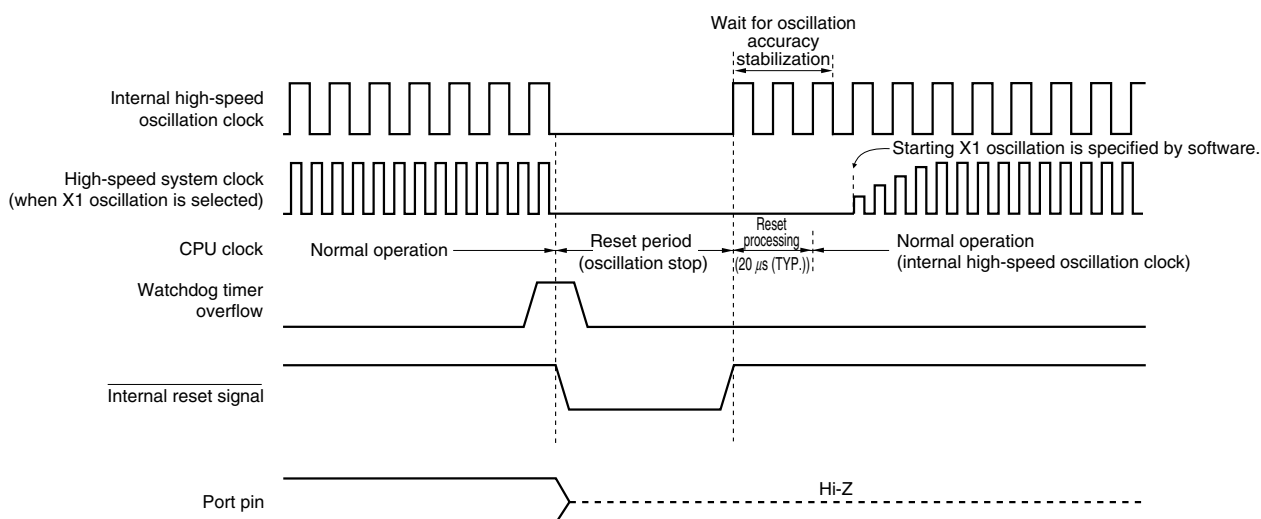 Wait for oscillation
accuracy
stabilization
Internal high-speed
oscillation clock
Starting X1 oscillation is specified by software.
High-speed system clock
(when X1 oscillation is selected)
CPU clock
Normal operation
Reset period
(oscillation stop)
Reset
processing
(20 μs (TYP.))
Normal operation
(internal high-speed oscillation clock)
Watchdog timer
overflow
Internal reset signal
Hi-Z
Port pin